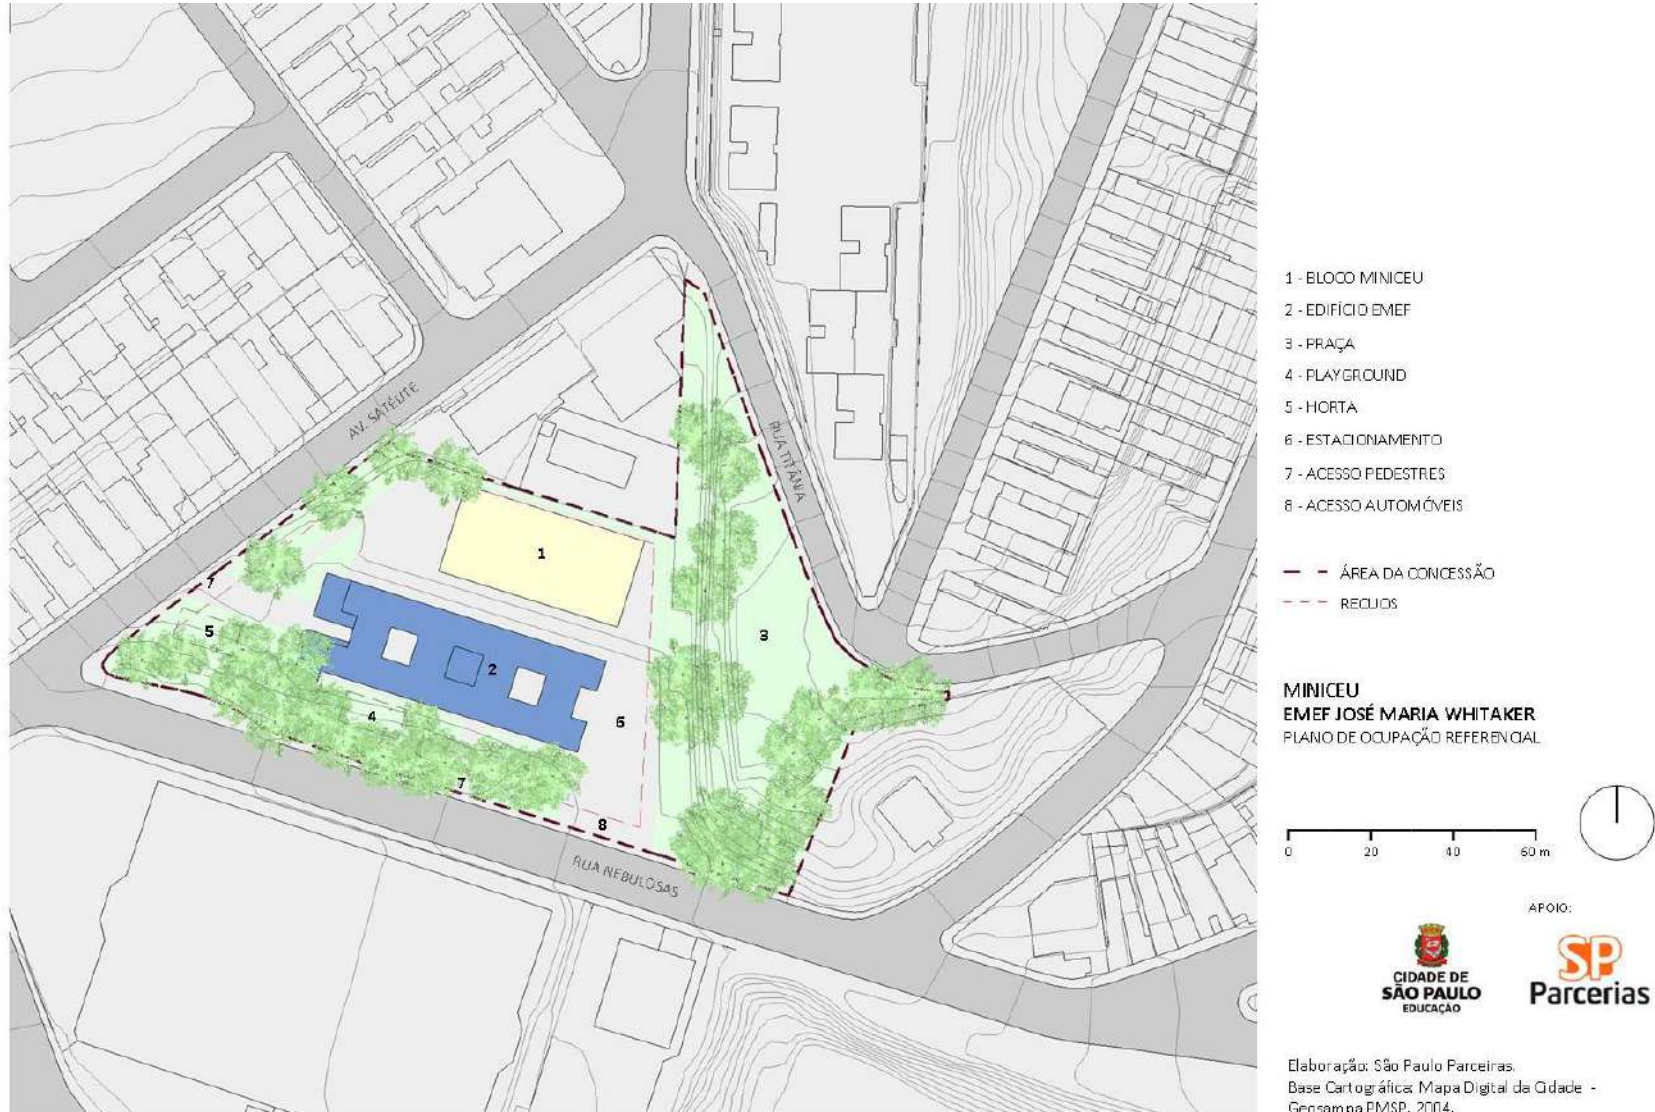 AV. SATÉLITE
RUA TITÂNIA
RUA NEBULOSAS
1
2
3
4
5
6
7
7
8
1 - BLOCO MINICEU
2 - EDIFÍCIO EMEF
3 - PRAÇA
4 - PLAYGROUND
5 - HORTA
6 - ESTACIONAMENTO
7 - ACESSO PEDESTRES
8 - ACESSO AUTOMÓVEIS
ÁREA DA CONCESSÃO
RECUOS
MINICEU
EMEF JOSÉ MARIA WHITAKER
PLANO DE OCUPAÇÃO REFERENCIAL
0 20 40 60 m
APOIO:
CIDADE DE
SÃO PAULO
EDUCAÇÃO
SP
Parcerias
Elaboração: São Paulo Parceiras.
Base Cartográfica: Mapa Digital da Cidade -
Geosampa PMSP, 2004.